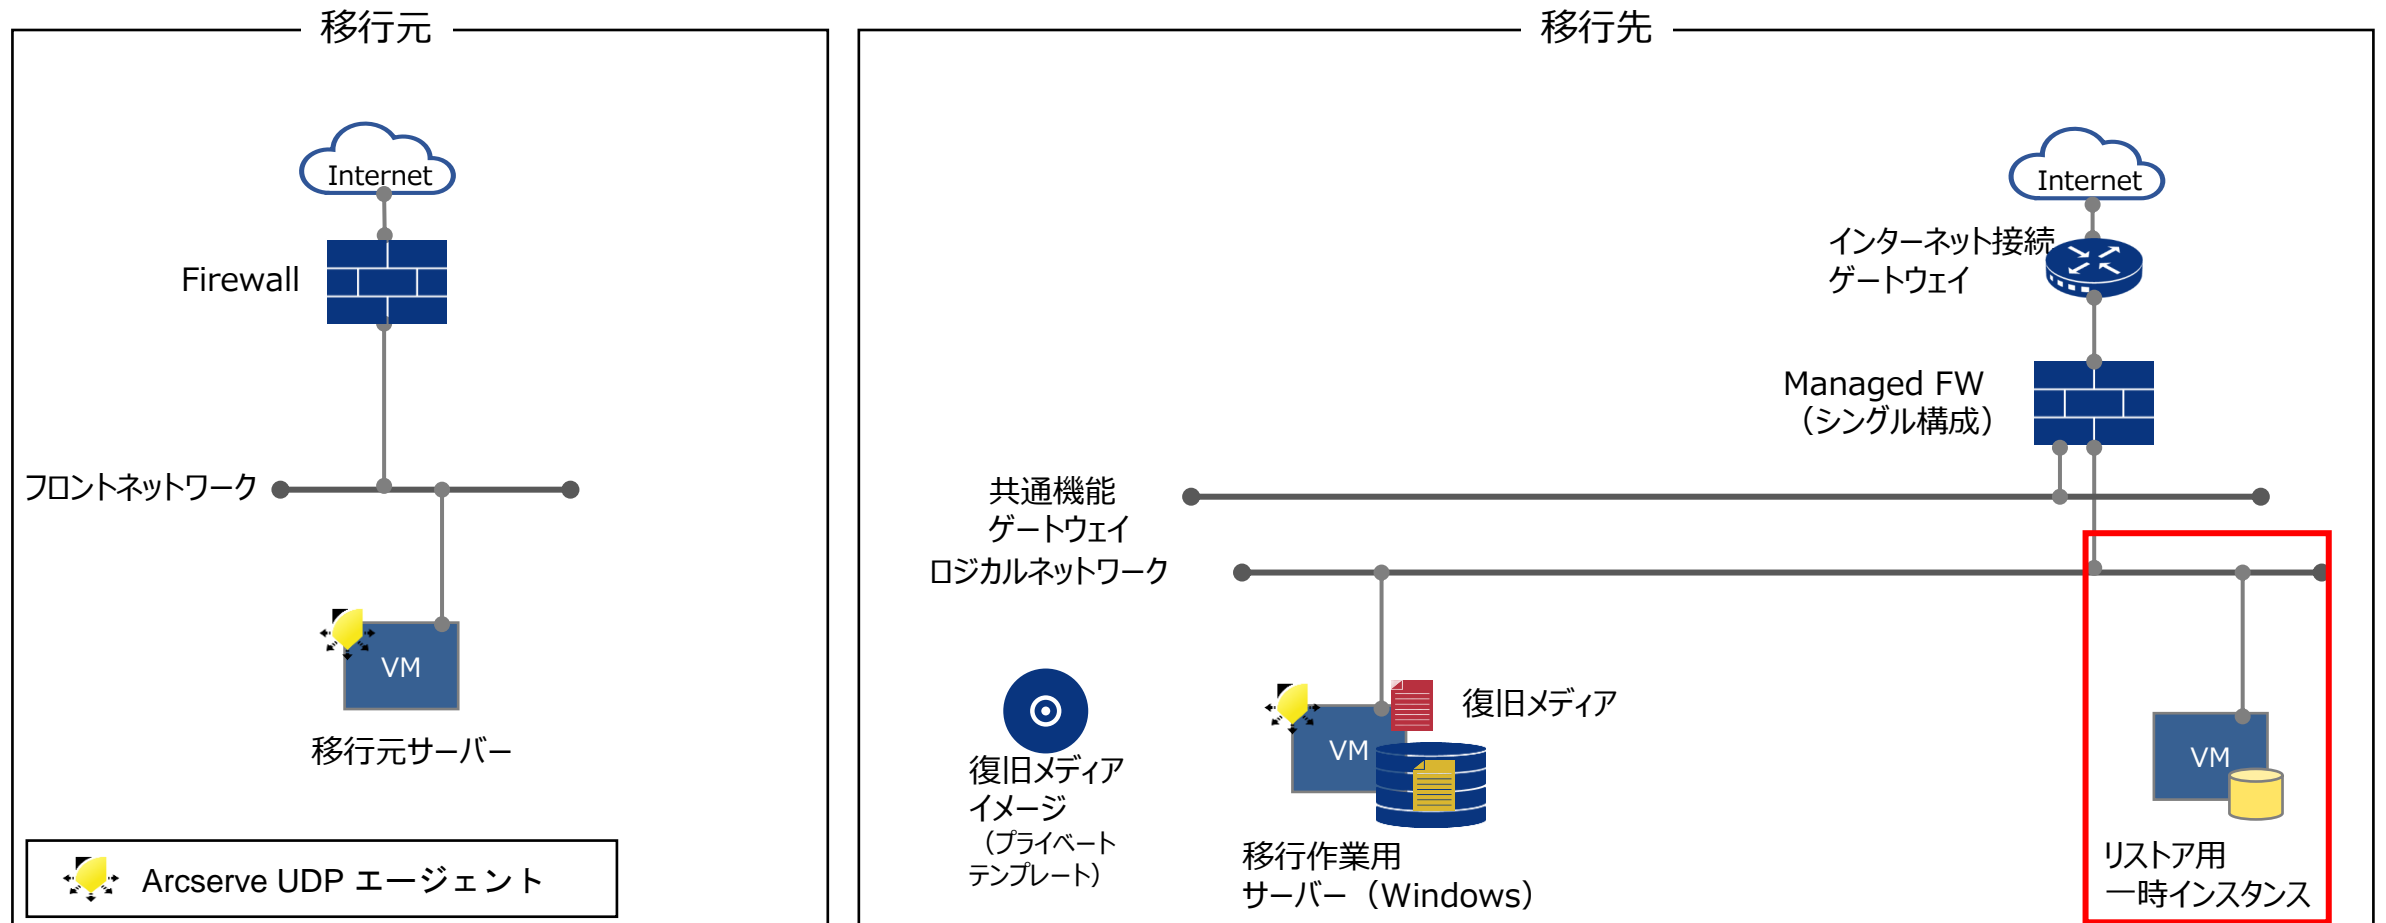 移行元
Internet
Firewall
フロントネットワーク
VM
移行元サーバー
Arcserve UDP エージェント
移行先
Internet
インターネット接続
ゲートウェイ
Managed FW
（シングル構成）
共通機能
ゲートウェイ
ロジカルネットワーク
復旧メディア
イメージ
（プライベート
テンプレート）
VM
復旧メディア
移行作業用
サーバー（Windows）
VM
リストア用
一時インスタンス